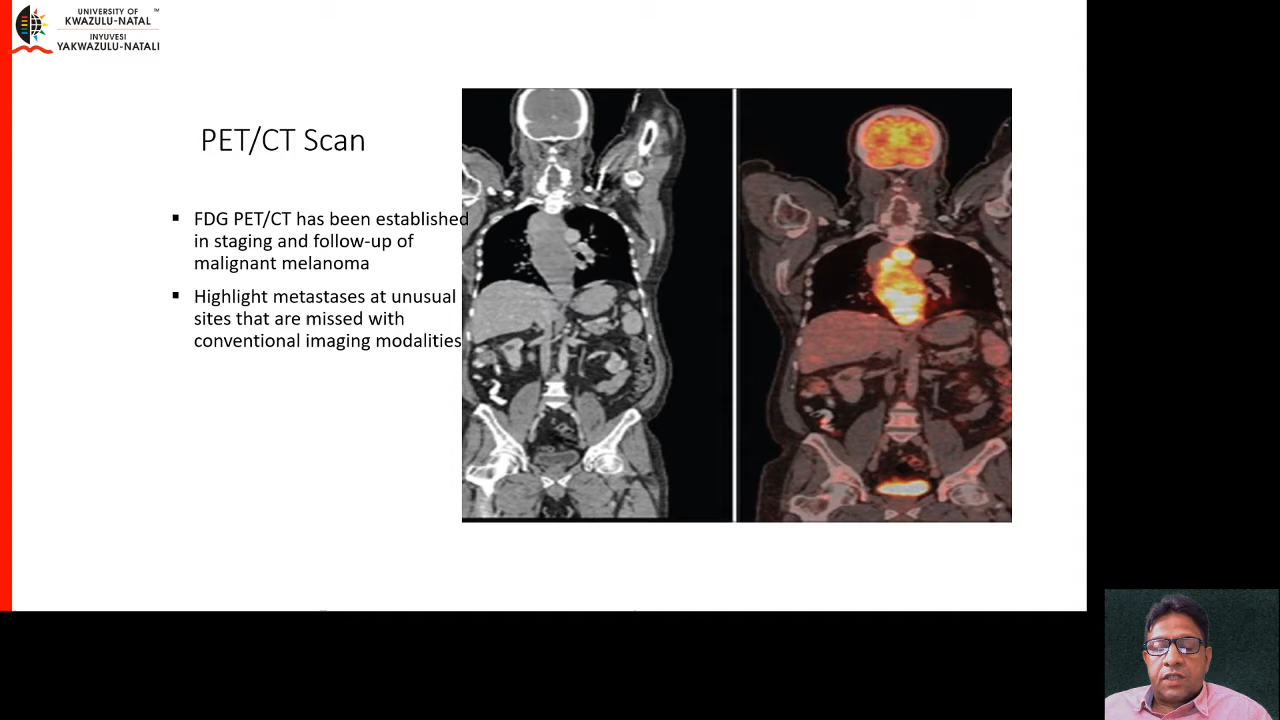 UNIVERSITY OF ™
KWAZULU-NATAL
INYUVESI
YAKWAZULU-NATALI
PET/CT Scan
▪ FDG PET/CT has been established
in staging and follow-up of
malignant melanoma
▪ Highlight metastases at unusual
sites that are missed with
conventional imaging modalities